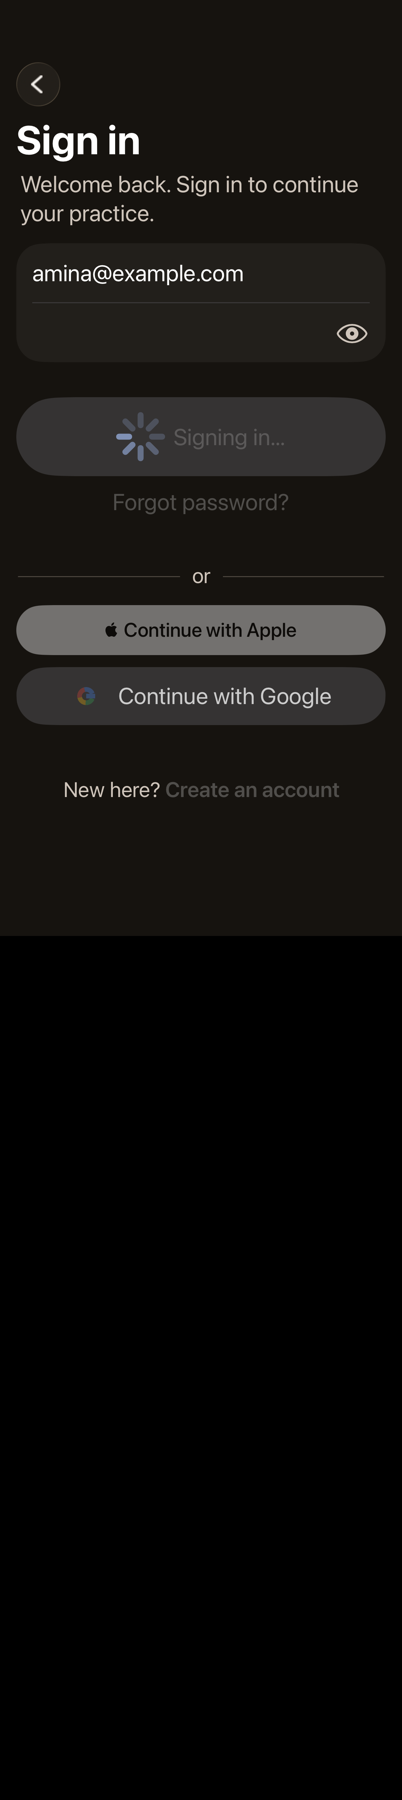 Sign in
Welcome back. Sign in to continue
your practice.
amina@example.com
Signing in...
Forgot password?
or
Continue with Apple
Continue with Google
New here? Create an account